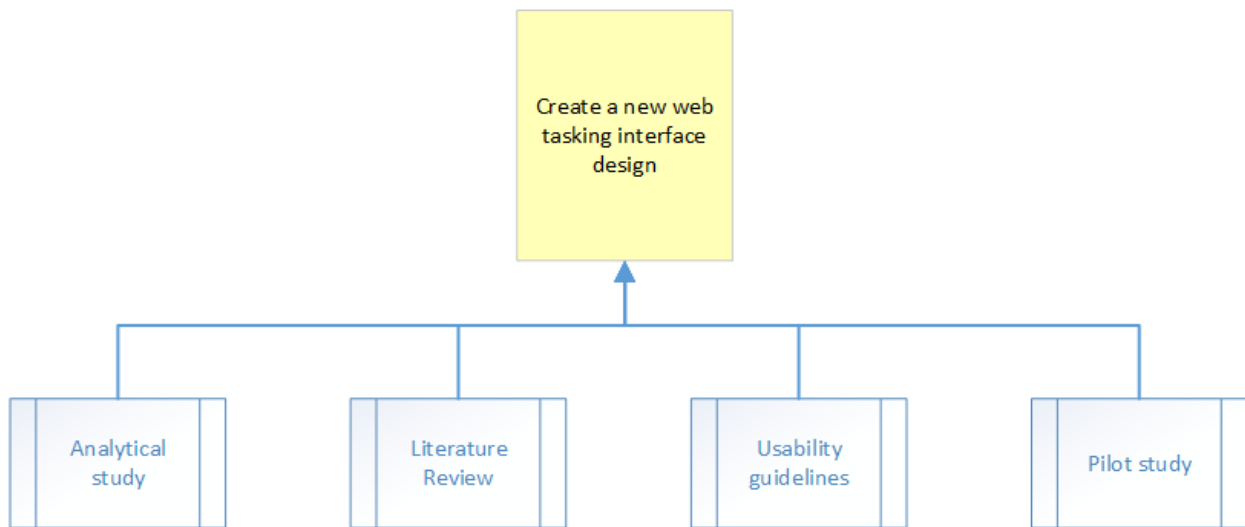 Create a new web
tasking interface
design
Analytical
study
Literature
Review
Usability
guidelines
Pilot study